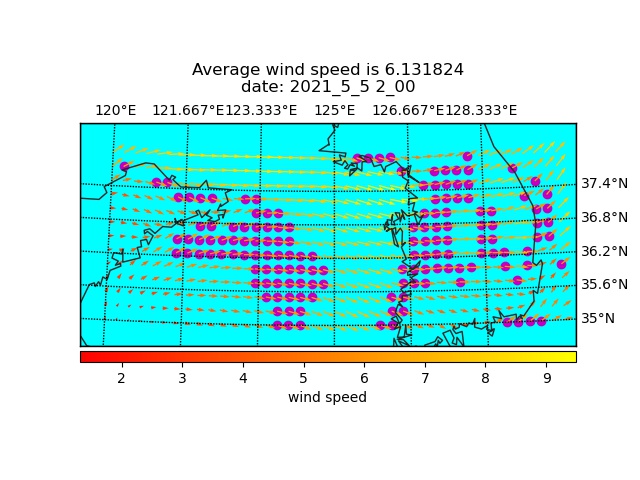 Average wind speed is 6.131824
date: 2021_5_5 2_00
120°E 121.667°E 123.333°E 125°E 126.667°E 128.333°E
37.4°N
36.8°N
36.2°N
35.6°N
35°N
2 3 4 5 6 7 8 9
wind speed